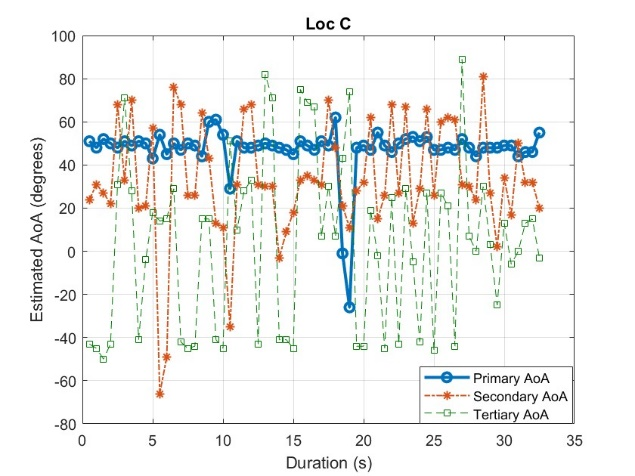 Loc C
100
80
60
40
20
0
-20
-40
-60
-80
Estimated AoA (degrees)
0 5 10 15 20 25 30 35
Duration (s)
Primary AoA
Secondary AoA
Tertiary AoA